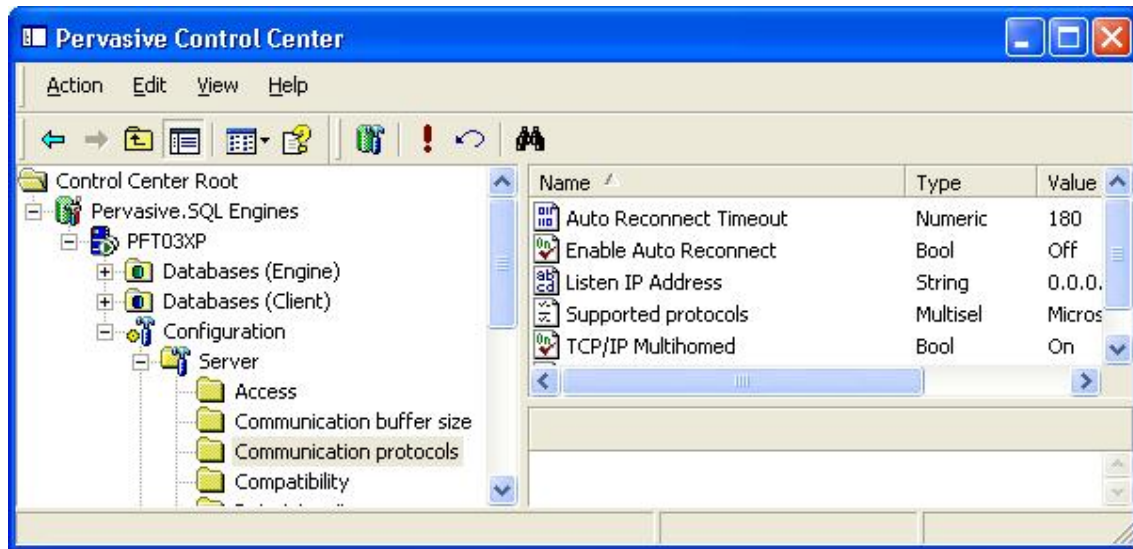 Pervasive Control Center
Action Edit View Help
Control Center Root
Pervasive.SQL Engines
PFT03XP
Databases (Engine)
Databases (Client)
Configuration
Server
Access
Communication buffer size
Communication protocols
Compatibility
Name Type Value
Auto Reconnect Timeout Numeric 180
Enable Auto Reconnect Bool Off
Listen IP Address String 0.0.0.
Supported protocols Multisel Micros
TCP/IP Multihomed Bool On